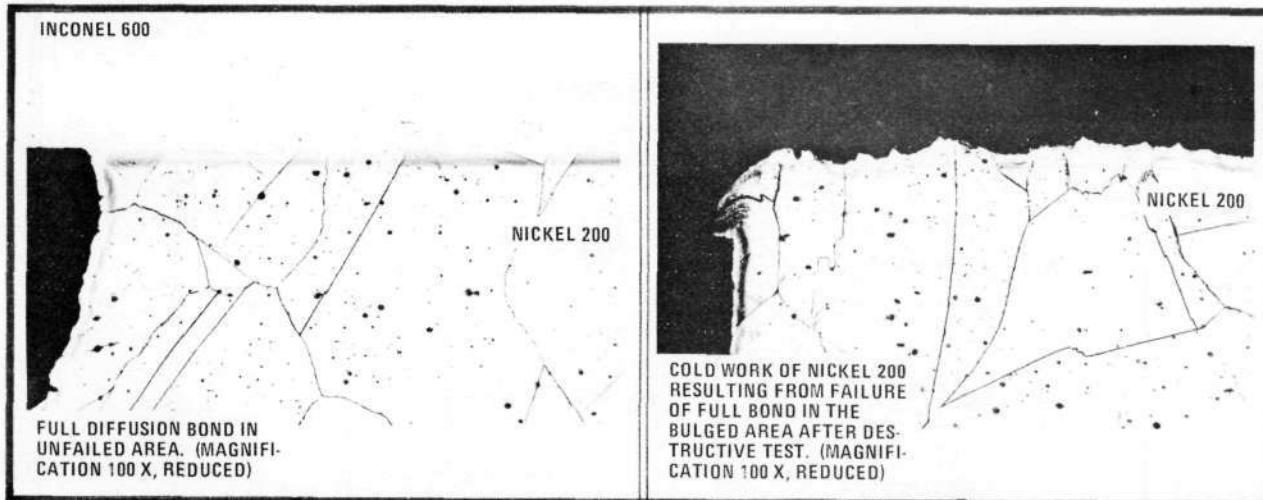 INCONEL 600
NICKEL 200
FULL DIFFUSION BOND IN
UNFAILED AREA. (MAGNIFI-
CATION 100 X, REDUCED)
NICKEL 200
COLD WORK OF NICKEL 200
RESULTING FROM FAILURE
OF FULL BOND IN THE
BULGED AREA AFTER DES-
TRUCTIVE TEST. (MAGNIFI-
CATION 100 X, REDUCED)